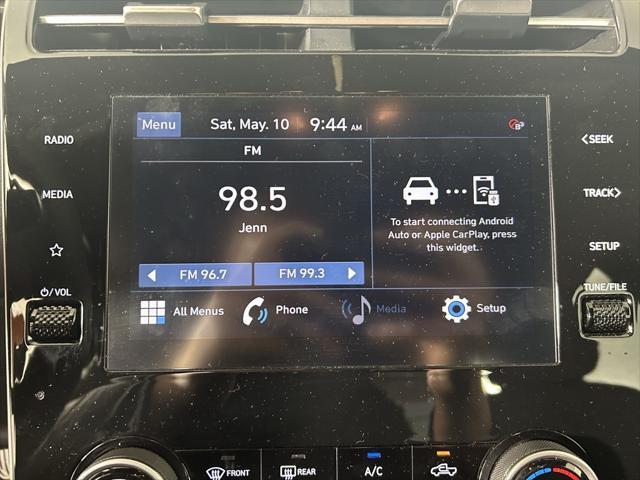 Menu Sat, May. 10 9:44 AM
RADIO
MEDIA
VOL
FM
98.5
Jenn
FM 96.7 FM 99.3
To start connecting Android
Auto or Apple CarPlay, press
this widget.
All Menus Phone Media Setup
<SEEK
TRACK>
SETUP
TUNE/FILE
FRONT REAR A/C